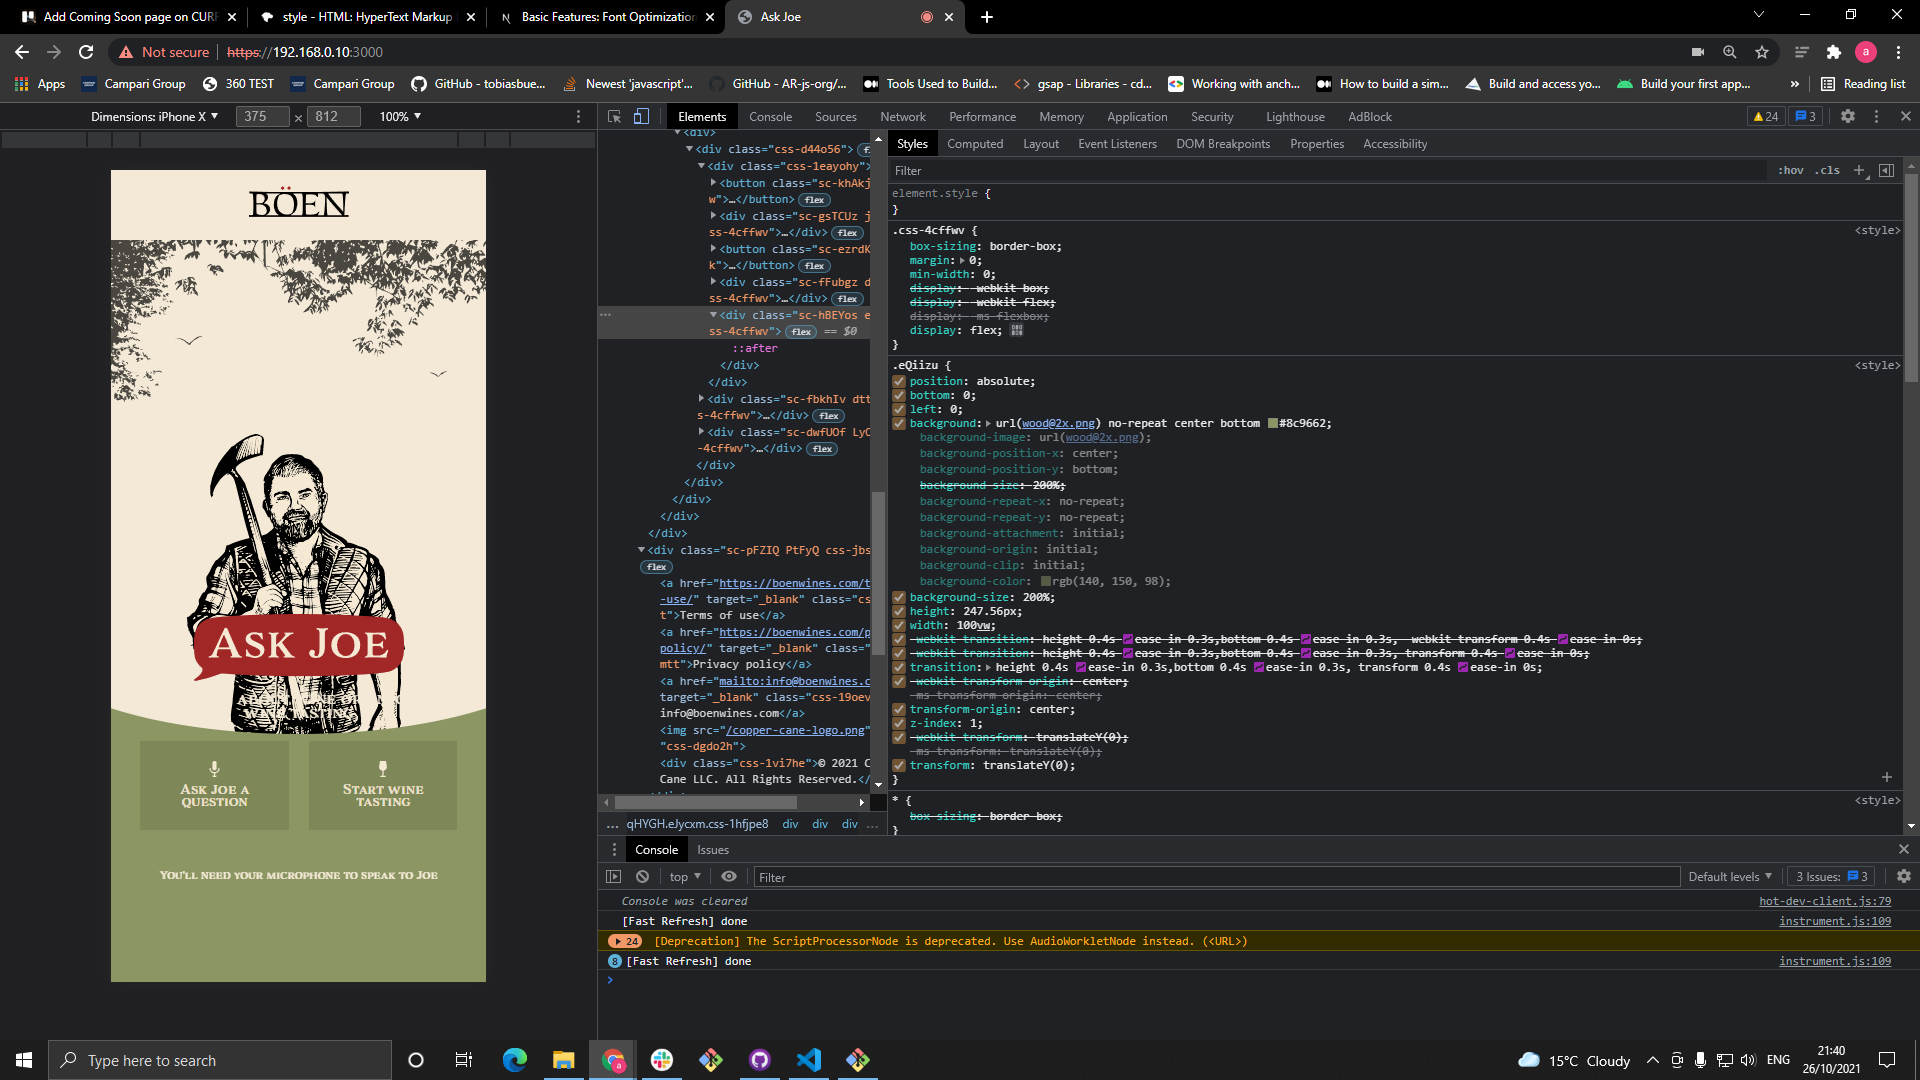 Add Coming Soon page on CURR
style - HTML: HyperText Markup
Basic Features: Font Optimization
Ask Joe
Not secure
https://192.168.0.10:3000
Apps
Campari Group
360 TEST
Campari Group
GitHub - tobiasbue...
Newest 'javascript'...
GitHub - AR-js-org/...
Tools Used to Build...
gsap - Libraries - cd...
Working with anch...
How to build a sim...
Build and access yo...
Build your first app...
»
Reading list
Dimensions: iPhone X ▼ 375 × 812 100% ▼
BÖEN
ASK JOE
ASK JOE A QUESTION
START WINE TASTING
YOU'LL NEED YOUR MICROPHONE TO SPEAK TO JOE
Elements Console Sources Network Performance Memory Application Security Lighthouse AdBlock 24 3
<div>
<div class="css-d44o56">
<div class="css-1eayohy">
<button class="sc-khAkj
w">…</button> flex
<div class="sc-gsTCUz j
ss-4cffwv">…</div> flex
<button class="sc-ezrdK
k">…</button> flex
<div class="sc-fFubgz d
ss-4cffwv">…</div> flex
<div class="sc-hBEYos e
ss-4cffwv"> flex == $0
::after
</div>
</div>
<div class="sc-fbkhIv dtt
s-4cffwv">…</div> flex
<div class="sc-dwfUOf LyC
-4cffwv">…</div> flex
</div>
</div>
</div>
</div>
</div>
<div class="sc-pFZIQ PtFyQ css-jbs
flex
<a href="https://boenwines.com/t
-use/" target="_blank" class="cs
t">Terms of use</a>
<a href="https://boenwines.com/p
policy/" target="_blank" class="
mtt">Privacy policy</a>
<a href="mailto:info@boenwines.c
target="_blank" class="css-19oev
info@boenwines.com</a>
<img src="/copper-cane-logo.png"
"css-dgdo2h">
<div class="css-1vi7he">© 2021 C
Cane LLC. All Rights Reserved.</
... qHYGH.eJycxm.css-1hfjpe8 div div div ...
Styles Computed Layout Event Listeners DOM Breakpoints Properties Accessibility
Filter :hov .cls +
element.style {
}
.css-4cffwv { <style>
box-sizing: border-box;
margin: 0;
min-width: 0;
display: -webkit-box;
display: -webkit-flex;
display: -ms-flexbox;
display: flex;
}
.eQiizu { <style>
position: absolute;
bottom: 0;
left: 0;
background: url(wood@2x.png) no-repeat center bottom #8c9662;
background-image: url(wood@2x.png);
background-position-x: center;
background-position-y: bottom;
background-size: 200%;
background-repeat-x: no-repeat;
background-repeat-y: no-repeat;
background-attachment: initial;
background-origin: initial;
background-clip: initial;
background-color: rgb(140, 150, 98);
background-size: 200%;
height: 247.56px;
width: 100vw;
-webkit-transition: height 0.4s ease-in 0.3s,bottom 0.4s ease-in 0.3s, -webkit-transform 0.4s ease-in 0s;
-webkit-transition: height 0.4s ease-in 0.3s,bottom 0.4s ease-in 0.3s, transform 0.4s ease-in 0s;
transition: height 0.4s ease-in 0.3s,bottom 0.4s ease-in 0.3s, transform 0.4s ease-in 0s;
-webkit-transform-origin: center;
-ms-transform-origin: center;
transform-origin: center;
z-index: 1;
-webkit-transform: translateY(0);
-ms-transform: translateY(0);
transform: translateY(0);
}
* { <style>
box-sizing: border-box;
}
Console Issues
top ▼ Filter Default levels ▼ 3 Issues: 3
Console was cleared hot-dev-client.js:79
[Fast Refresh] done instrument.js:109
24 [Deprecation] The ScriptProcessorNode is deprecated. Use AudioWorkletNode instead. (<URL>)
8 [Fast Refresh] done instrument.js:109
Type here to search
15°C Cloudy
ENG
21:40
26/10/2021